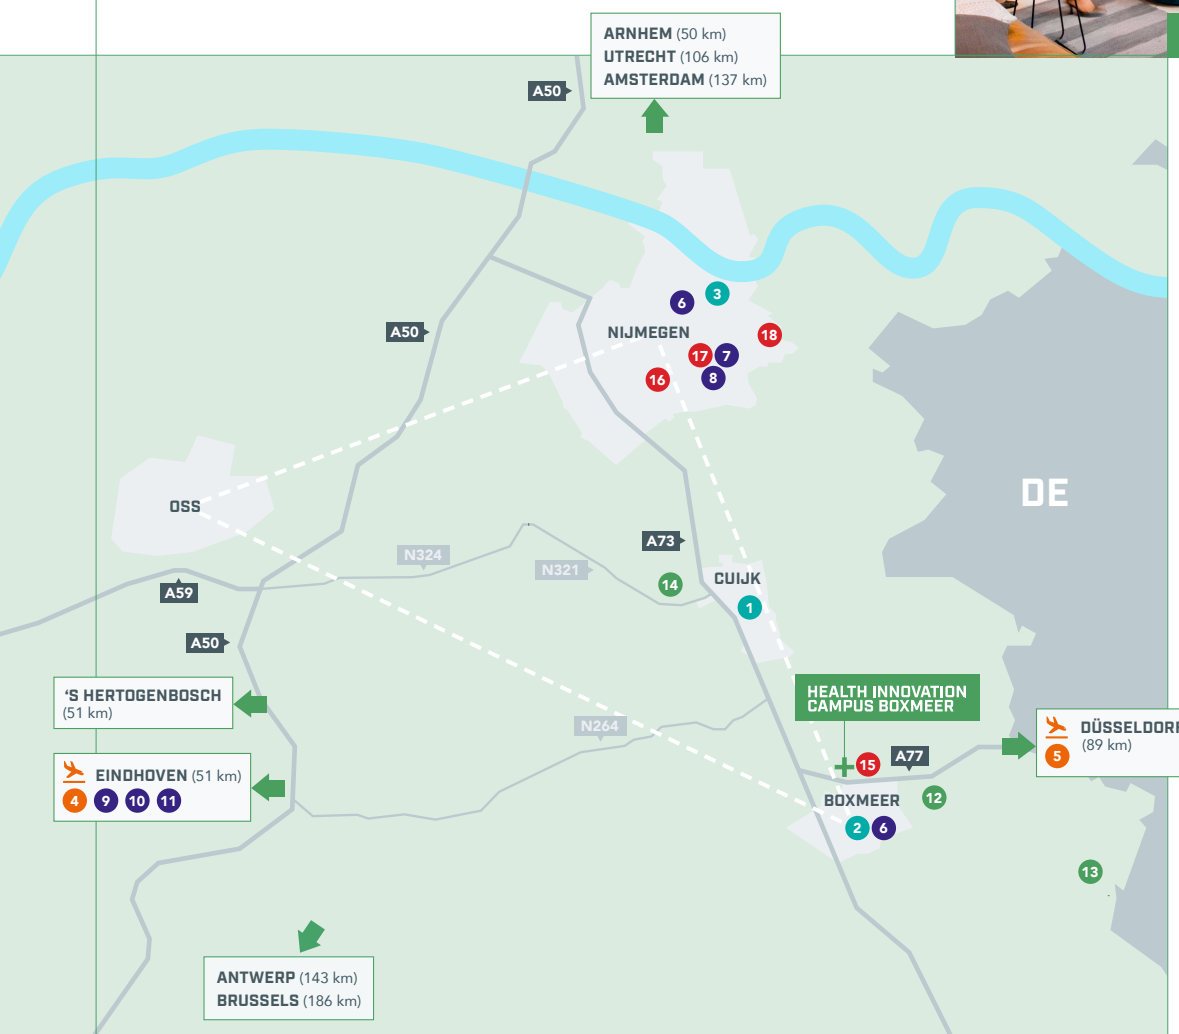 ARNHEM (50 km)
UTRECHT (106 km)
AMSTERDAM (137 km)
A50
3
6
NIJMEGEN
18
A50
17
7
8
16
DE
OSS
A73
N324
N321
CUIJK
14
A59
1
A50
'S HERTOGENBOSCH
(51 km)
HEALTH INNOVATION
CAMPUS BOXMEER
N264
DÜSSELDORF
(89 km)
5
A77
15
EINDHOVEN (51 km)
4 9 10 11
BOXMEER
12
2 6
13
ANTWERP (143 km)
BRUSSELS (186 km)